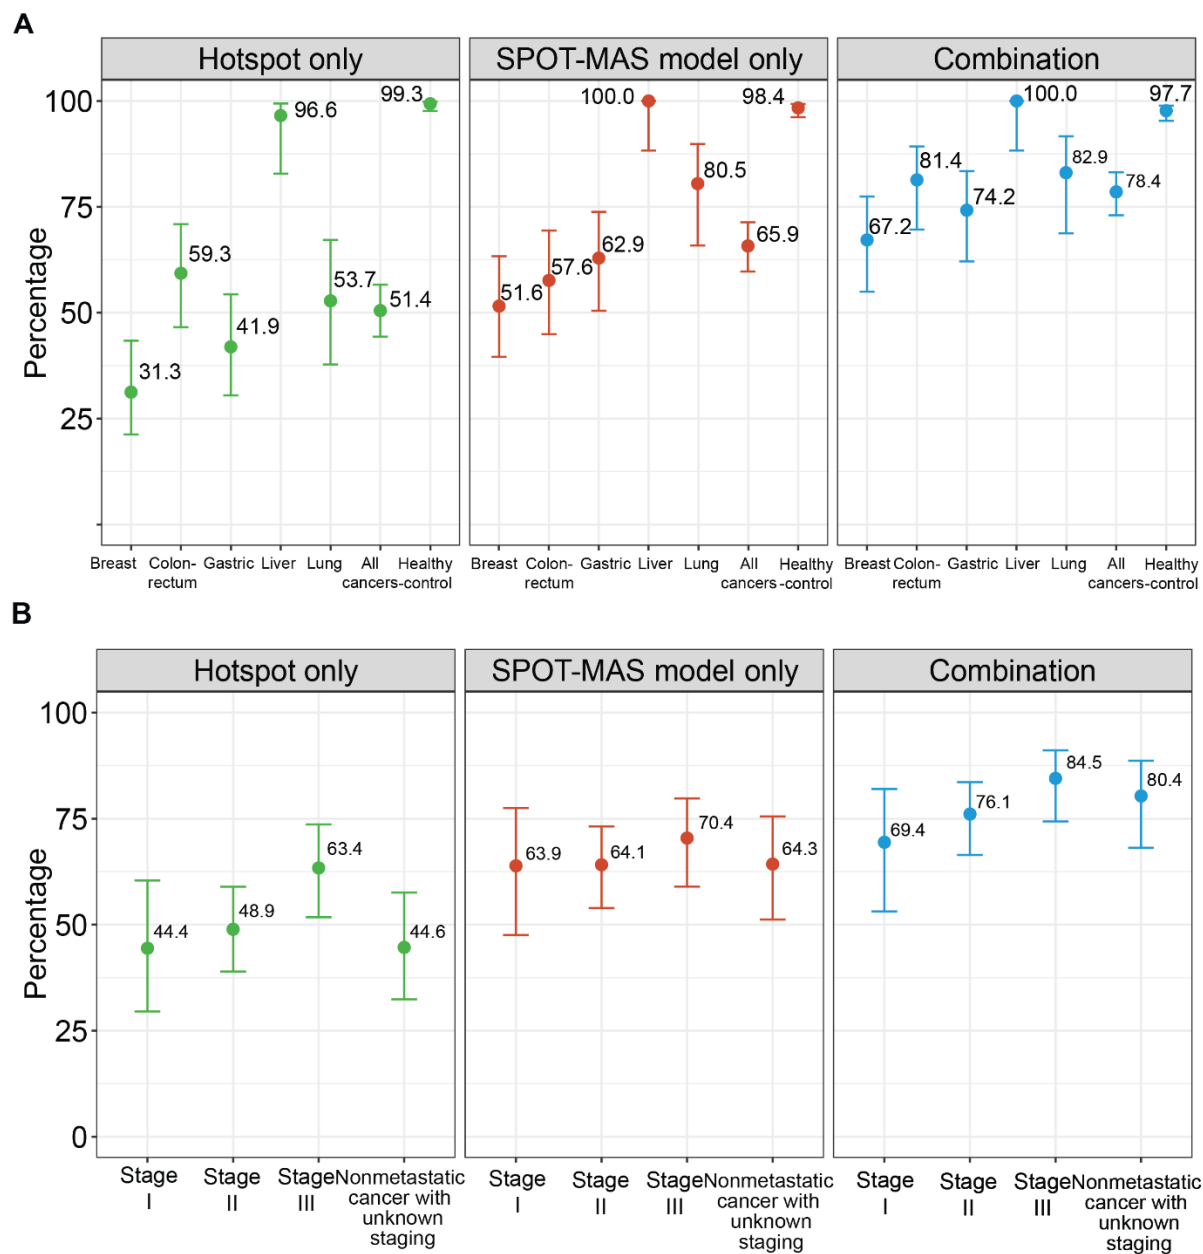 A
Hotspot only
SPOT-MAS model only
Combination
Percentage
100
75
50
25
31.3
59.3
41.9
96.6
53.7
51.4
99.3
51.6
57.6
62.9
100.0
80.5
65.9
98.4
67.2
81.4
74.2
100.0
82.9
78.4
97.7
Breast Colon- Gastric Liver Lung All Healthy
rectum cancers-control
Breast Colon- Gastric Liver Lung All Healthy
rectum cancers-control
Breast Colon- Gastric Liver Lung All Healthy
rectum cancers-control
B
Hotspot only
SPOT-MAS model only
Combination
Percentage
100
75
50
25
0
44.4
48.9
63.4
44.6
63.9
64.1
70.4
64.3
69.4
76.1
84.5
80.4
Stage
I
Stage
II
Stage
III
Nonmetastatic
cancer with
unknown
staging
Stage
I
Stage
II
Stage
III
Nonmetastatic
cancer with
unknown
staging
Stage
I
Stage
II
Stage
III
Nonmetastatic
cancer with
unknown
staging